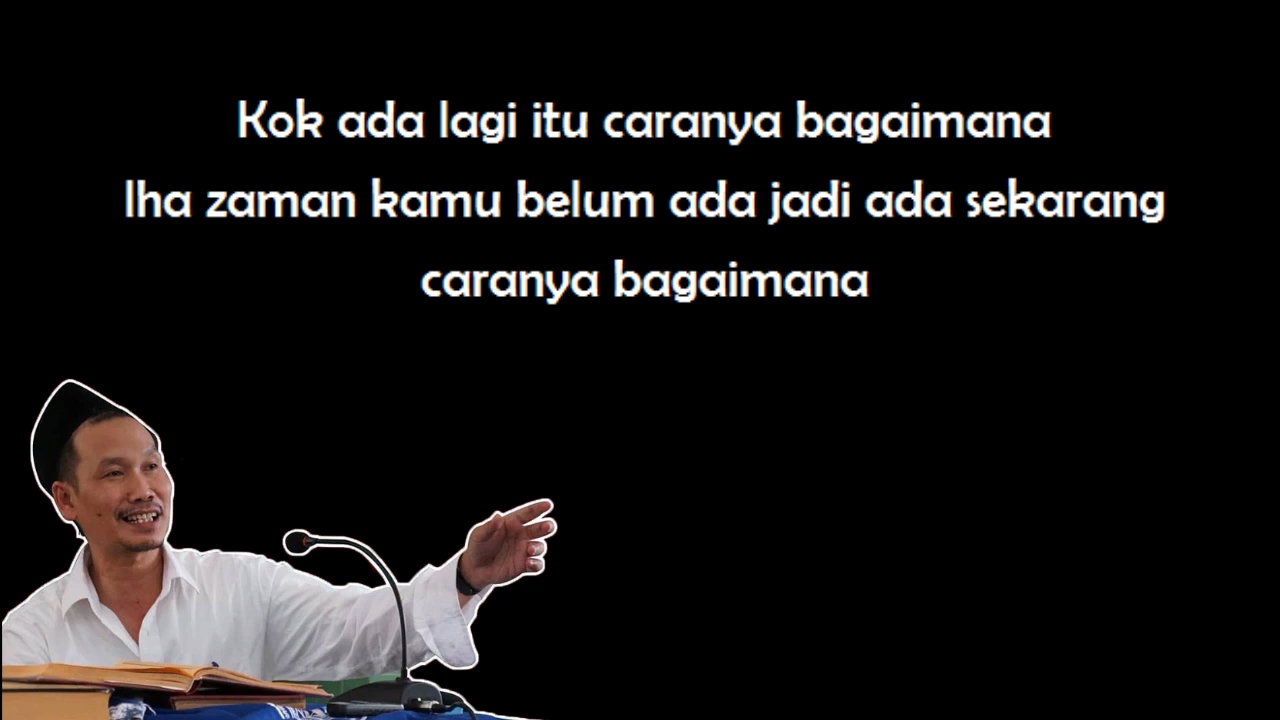 Kok ada lagi itu caranya bagaimana
lha zaman kamu belum ada jadi ada sekarang
caranya bagaimana